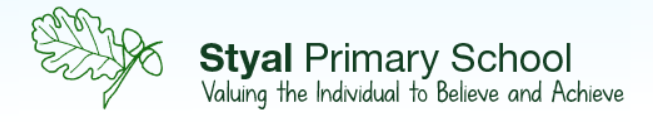 Styal Primary School
Valuing the Individual to Believe and Achieve